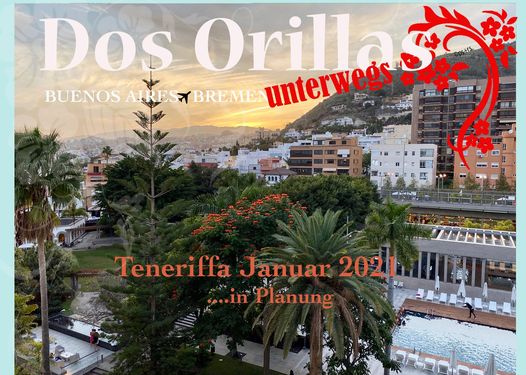 Dos Orillas
unterwegs
BUENOS AIRES BREMEN
Teneriffa Januar 2021
....in Planung